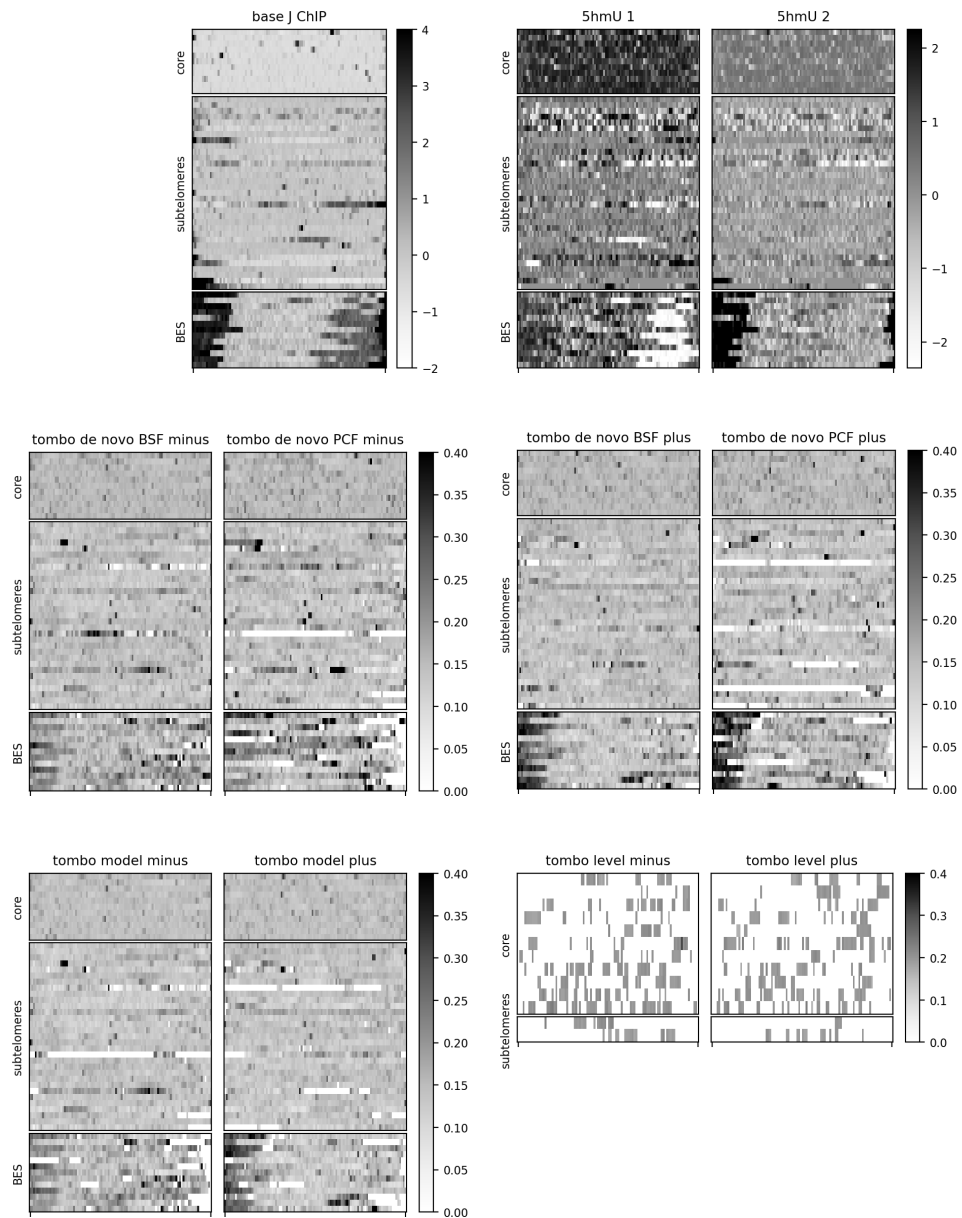 base J ChIP
core
subtelomeres
BES
4
3
2
1
0
−1
−2
5hmU 1
5hmU 2
2
1
0
−1
−2
tombo de novo BSF minus
tombo de novo PCF minus
core
subtelomeres
BES
0.40
0.35
0.30
0.25
0.20
0.15
0.10
0.05
0.00
tombo de novo BSF plus
tombo de novo PCF plus
core
subtelomeres
BES
0.40
0.35
0.30
0.25
0.20
0.15
0.10
0.05
0.00
tombo model minus
tombo model plus
core
subtelomeres
BES
0.40
0.35
0.30
0.25
0.20
0.15
0.10
0.05
0.00
tombo level minus
tombo level plus
core
subtelomeres
0.4
0.3
0.2
0.1
0.0